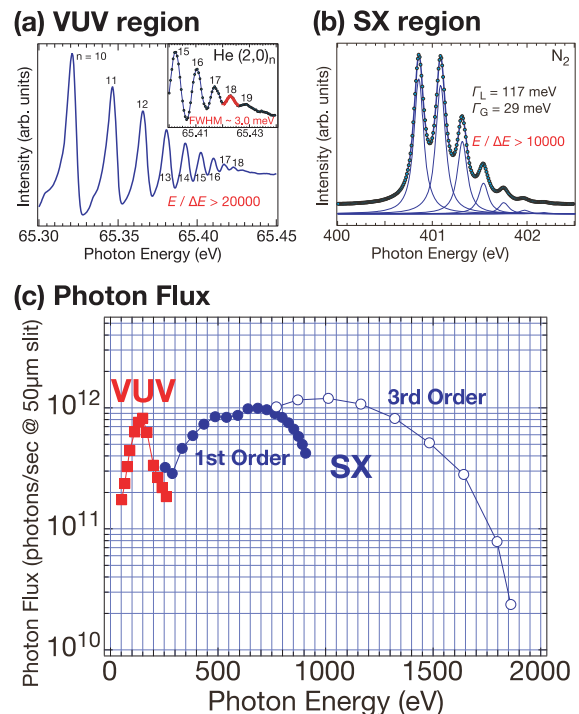 (a) VUV region
n = 10
11
12
13
14
15
16
17
18
15
16
17
18
19
He (2,0)n
65.41
65.43
FWHM ~ 3.0 meV
E / ΔE > 20000
Intensity (arb. units)
65.30
65.35
65.40
65.45
Photon Energy (eV)
(b) SX region
N2
ΓL = 117 meV
ΓG = 29 meV
E / ΔE > 10000
Intensity (arb. units)
400
401
402
Photon Energy (eV)
(c) Photon Flux
Photon Flux (photons/sec @ 50μm slit)
10^12
10^11
10^10
VUV
1st Order
SX
3rd Order
0
500
1000
1500
2000
Photon Energy (eV)